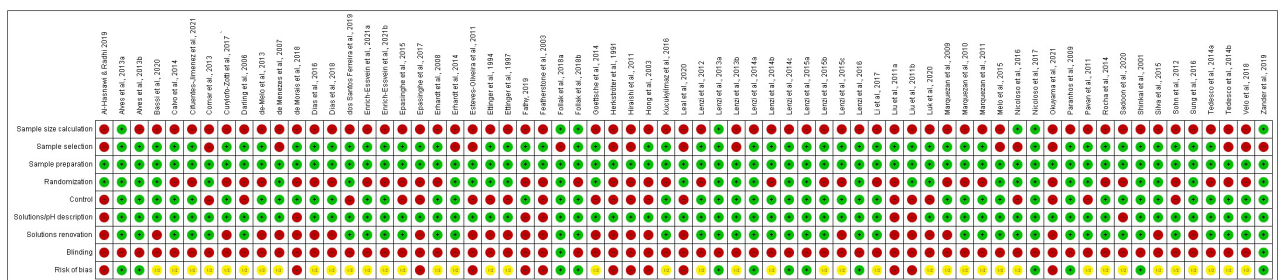 Al-Hasnawi & Radhi 2019
Alves et al., 2013a
Alves et al., 2013b
Bossi et al., 2020
Calvo et al., 2014
Cifuentes-Jimenez et al., 2021
Comar et al., 2013
Curylofo-Zotti et al., 2017
Darling et al., 2006
de-Melo et al., 2013
de Menezes et al., 2007
de Morais et al., 2018
Dias et al., 2016
Dias et al., 2018
dos Santos Ferreira et al., 2019
Enrich-Essvein et al., 2021a
Enrich-Essvein et al., 2021b
Epasinghe et al., 2015
Epasinghe et al., 2017
Erhardt et al., 2008
Erhardt et al., 2014
Esteves-Oliveira et al., 2011
Ettinger et al., 1994
Ettinger et al., 1997
Fathy, 2019
Featherstone et al., 2003
Follak et al., 2018a
Follak et al., 2018b
Goettsche et al., 2014
Herkströter et al., 1991
Hiraishi et al., 2011
Hong et al., 2003
Kucukyilmaz et al., 2016
Leal et al., 2020
Lenzi et al., 2012
Lenzi et al., 2013a
Lenzi et al., 2013b
Lenzi et al., 2014a
Lenzi et al., 2014b
Lenzi et al., 2014c
Lenzi et al., 2015a
Lenzi et al., 2015b
Lenzi et al., 2015c
Lenzi et al., 2016
Li et al., 2017
Liu et al., 2011a
Liu et al., 2011b
Luk et al., 2020
Marquezan et al., 2009
Marquezan et al., 2010
Marquezan et al., 2011
Melo et al., 2015
Nicoloso et al., 2016
Nicoloso et al., 2017
Okuyama et al., 2021
Paranhos et al., 2009
Pavan et al., 2011
Rocha et al., 2014
Sadoon et al., 2020
Shinkai et al., 2001
Silva et al., 2015
Sohn et al., 2012
Sung et al., 2016
Tedesco et al., 2014a
Tedesco et al., 2014b
Velo et al., 2018
Zander et al., 2019
Sample size calculation
Sample selection
Sample preparation
Randomization
Control
Solutions/pH description
Solutions renovation
Blinding
Risk of bias